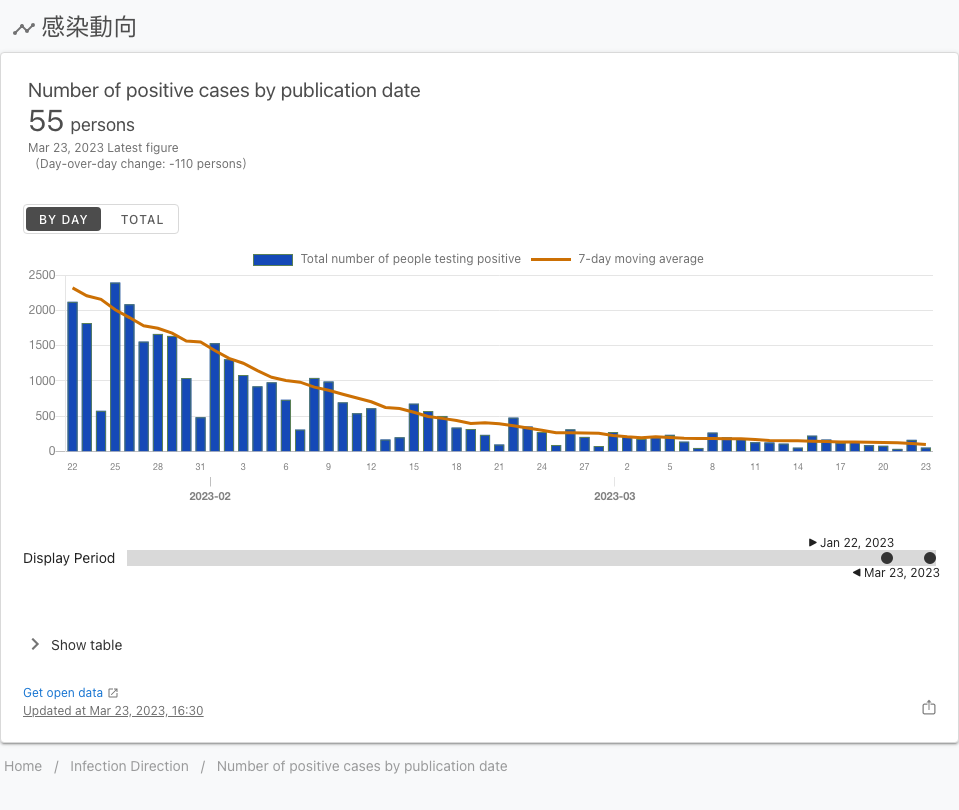 感染動向
Number of positive cases by publication date
55 persons
Mar 23, 2023 Latest figure
(Day-over-day change: -110 persons)
BY DAY TOTAL
Total number of people testing positive 7-day moving average
2500
2000
1500
1000
500
0
22 25 28 31 3 6 9 12 15 18 21 24 27 2 5 8 11 14 17 20 23
2023-02 2023-03
Jan 22, 2023
Display Period
Mar 23, 2023
Show table
Get open data
Updated at Mar 23, 2023, 16:30
Home / Infection Direction / Number of positive cases by publication date